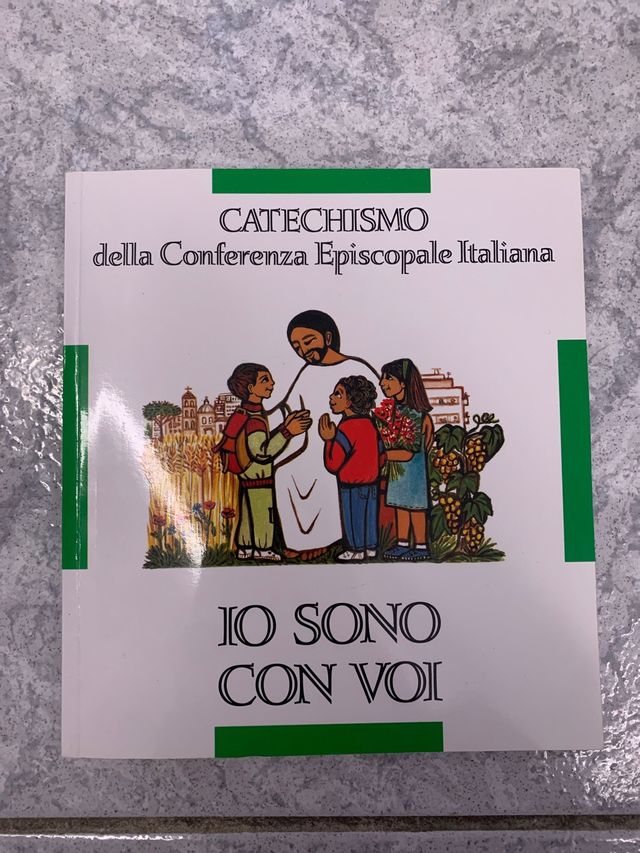 CATECHISMO
della Conferenza Episcopale Italiana
IO SONO
CON VOI